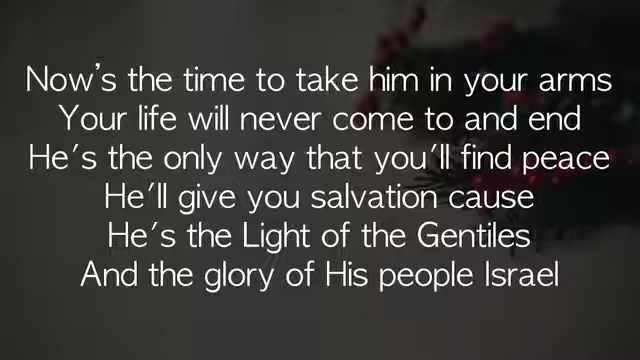 Now's the time to take him in your arms
Your life will never come to and end
He's the only way that you'll find peace
He'll give you salvation cause
He's the Light of the Gentiles
And the glory of His people Israel